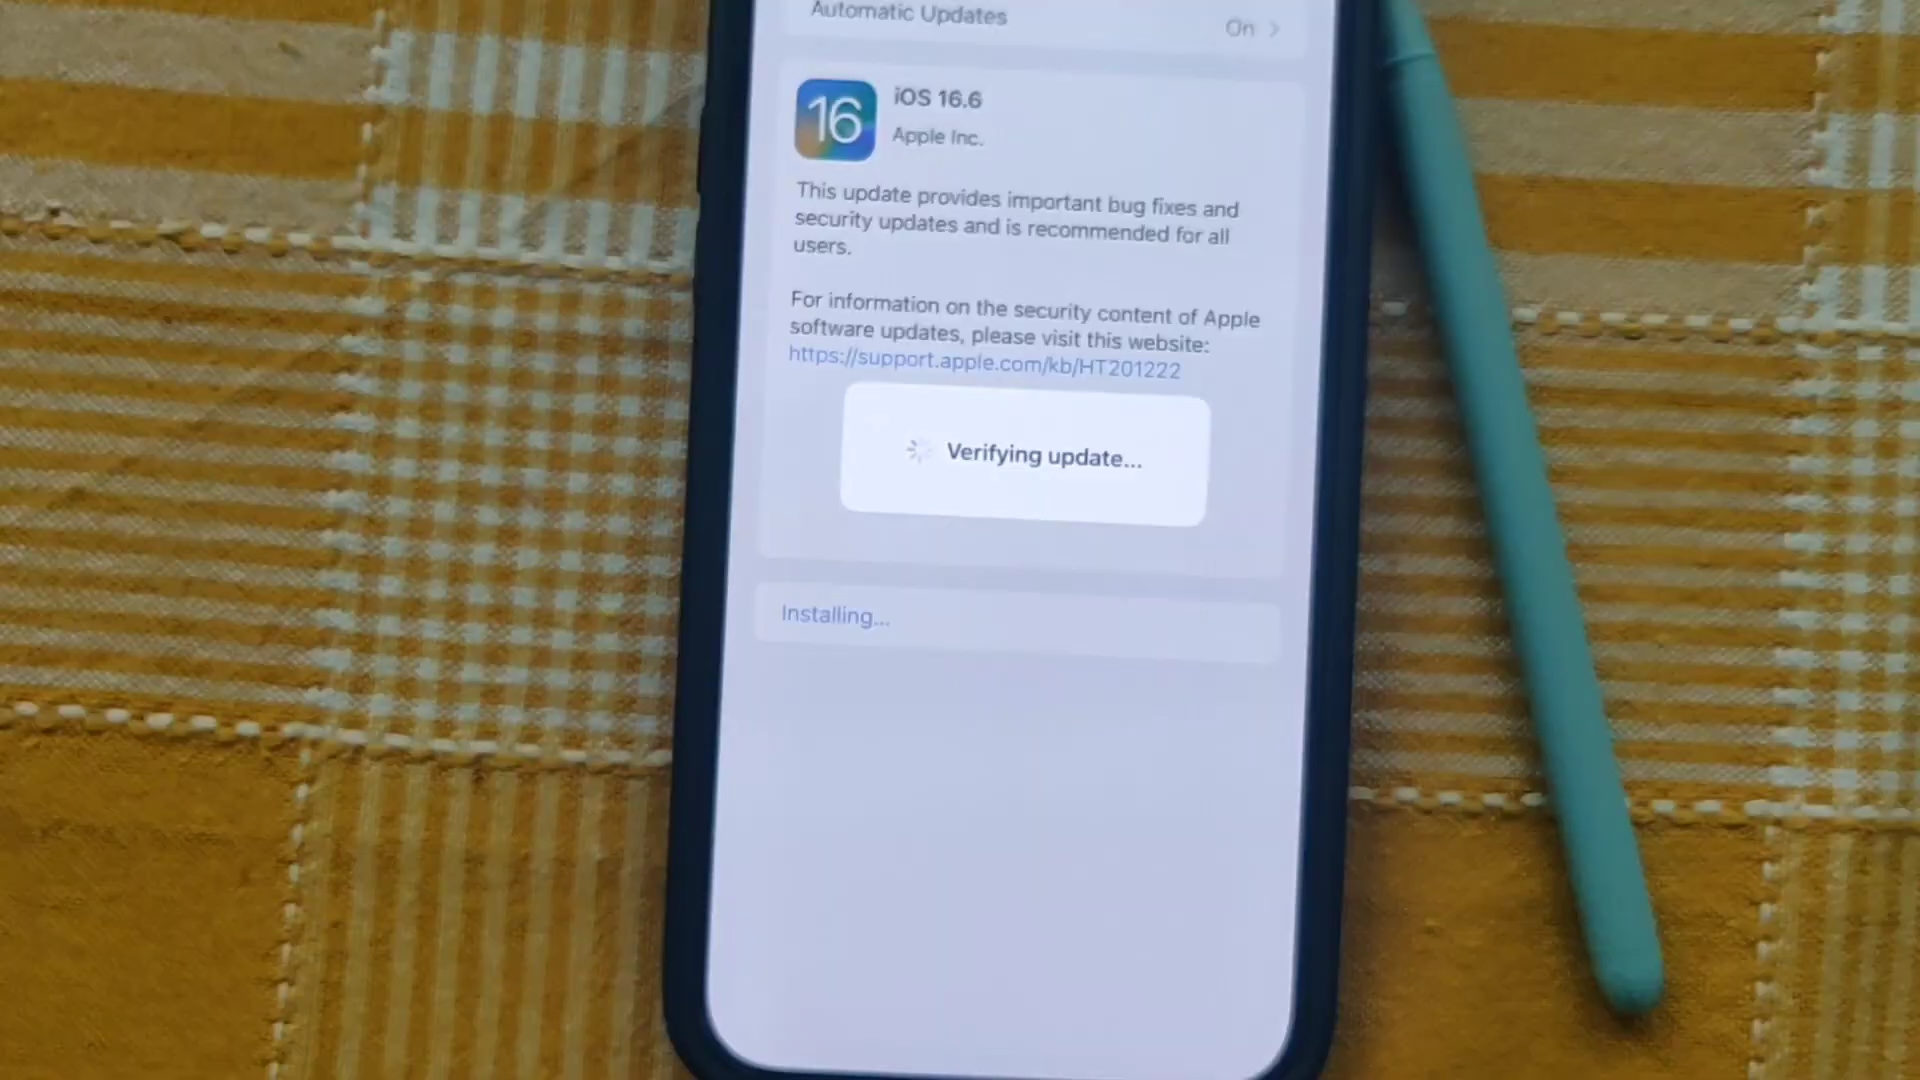 Automatic Updates
On
16
iOS 16.6
Apple Inc.
This update provides important bug fixes and
security updates and is recommended for all
users.
For information on the security content of Apple
software updates, please visit this website:
https://support.apple.com/kb/HT201222
Verifying update...
Installing...